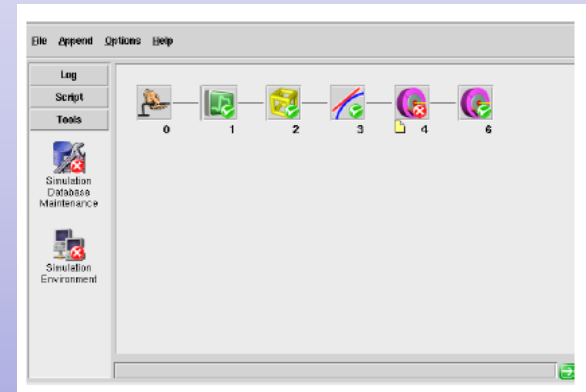 File Append Options Help
Log
Script
Tools
0 1 2 3 4 6
Simulation
Database
Maintenance
Simulation
Environment